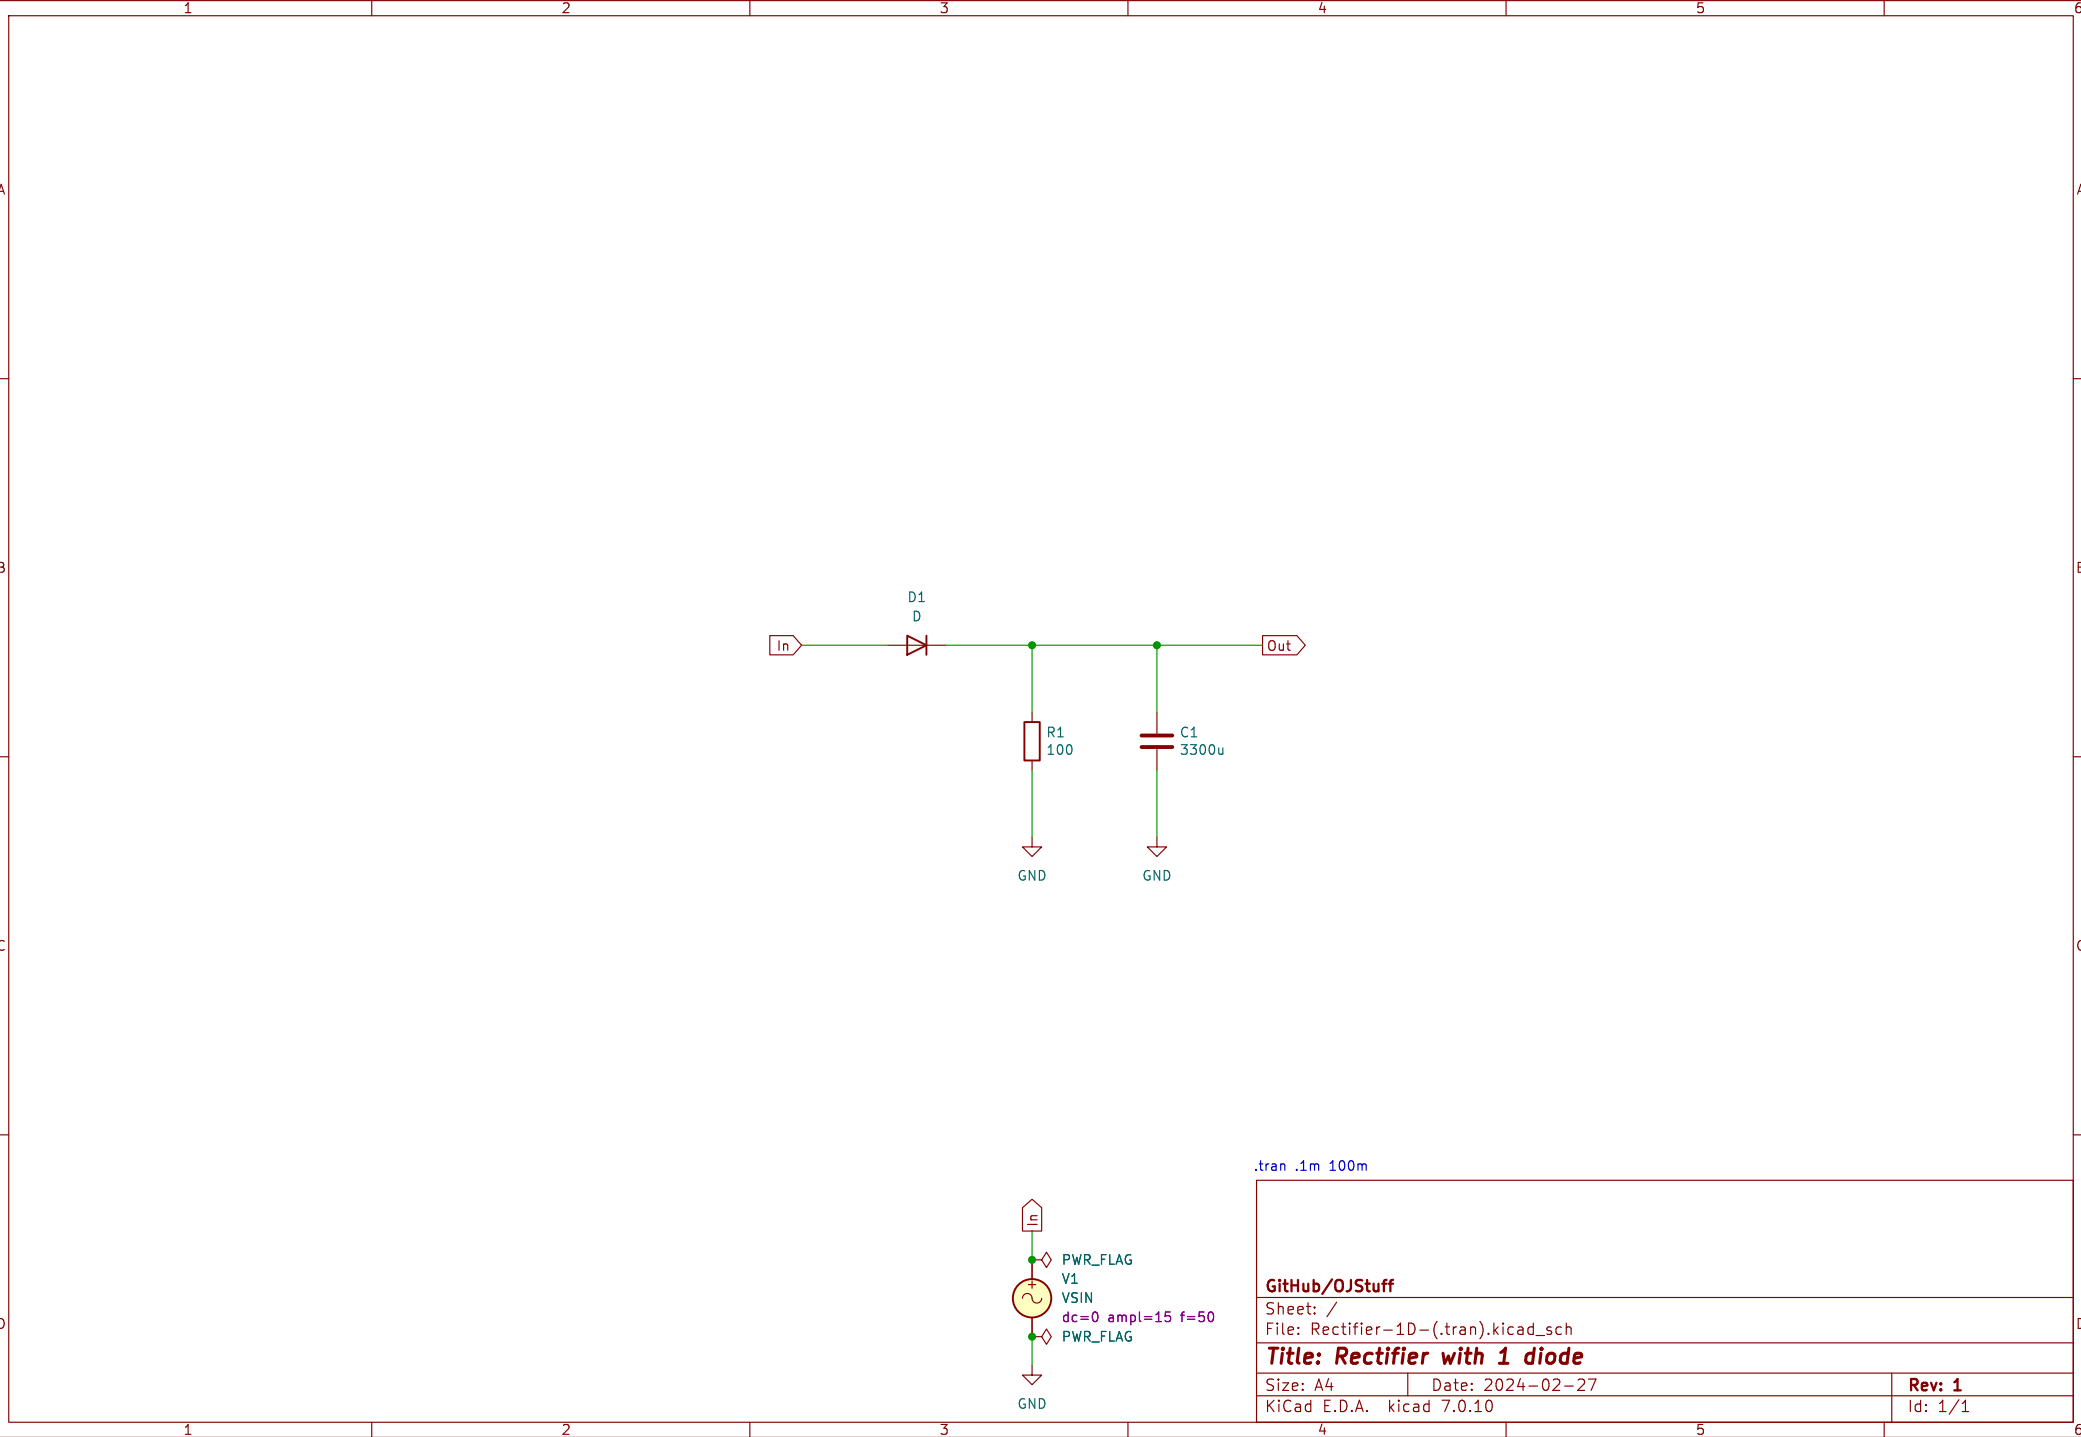 1 2 3 4 5 6
A A
B B
D1
D
In
Out
R1
100
C1
3300u
GND
GND
C C
.tran .1m 100m
In
PWR_FLAG
V1
VSIN
dc=0 ampl=15 f=50
PWR_FLAG
GND
D D
GitHub/OJStuff
Sheet: /
File: Rectifier-1D-(.tran).kicad_sch
Title: Rectifier with 1 diode
Size: A4 Date: 2024-02-27 Rev: 1
KiCad E.D.A. kicad 7.0.10 Id: 1/1
1 2 3 4 5 6